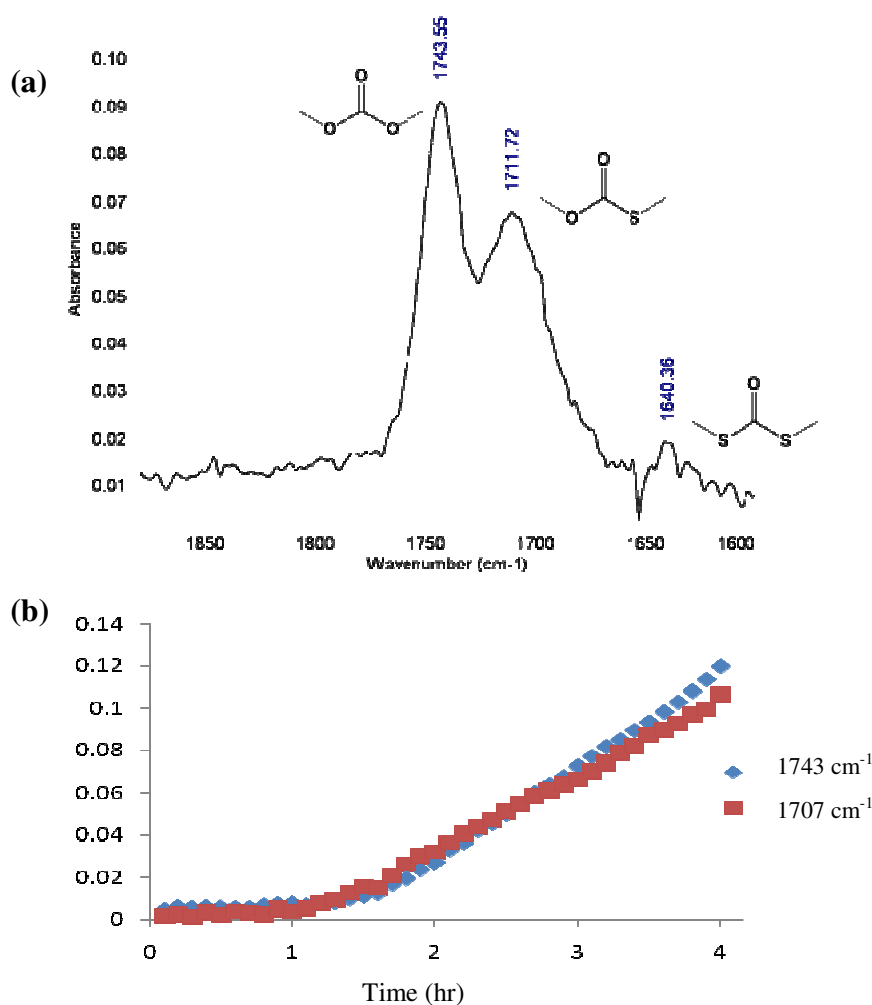 (a)
Absorbance
0.10
0.09
0.08
0.07
0.06
0.05
0.04
0.03
0.02
0.01
1743.55
1711.72
1640.36
O
O O
O
O S
O
S S
1850 1800 1750 1700 1650 1600
Wavenumber (cm-1)
(b)
0.14
0.12
0.1
0.08
0.06
0.04
0.02
0
0 1 2 3 4
Time (hr)
1743 cm⁻¹
1707 cm⁻¹